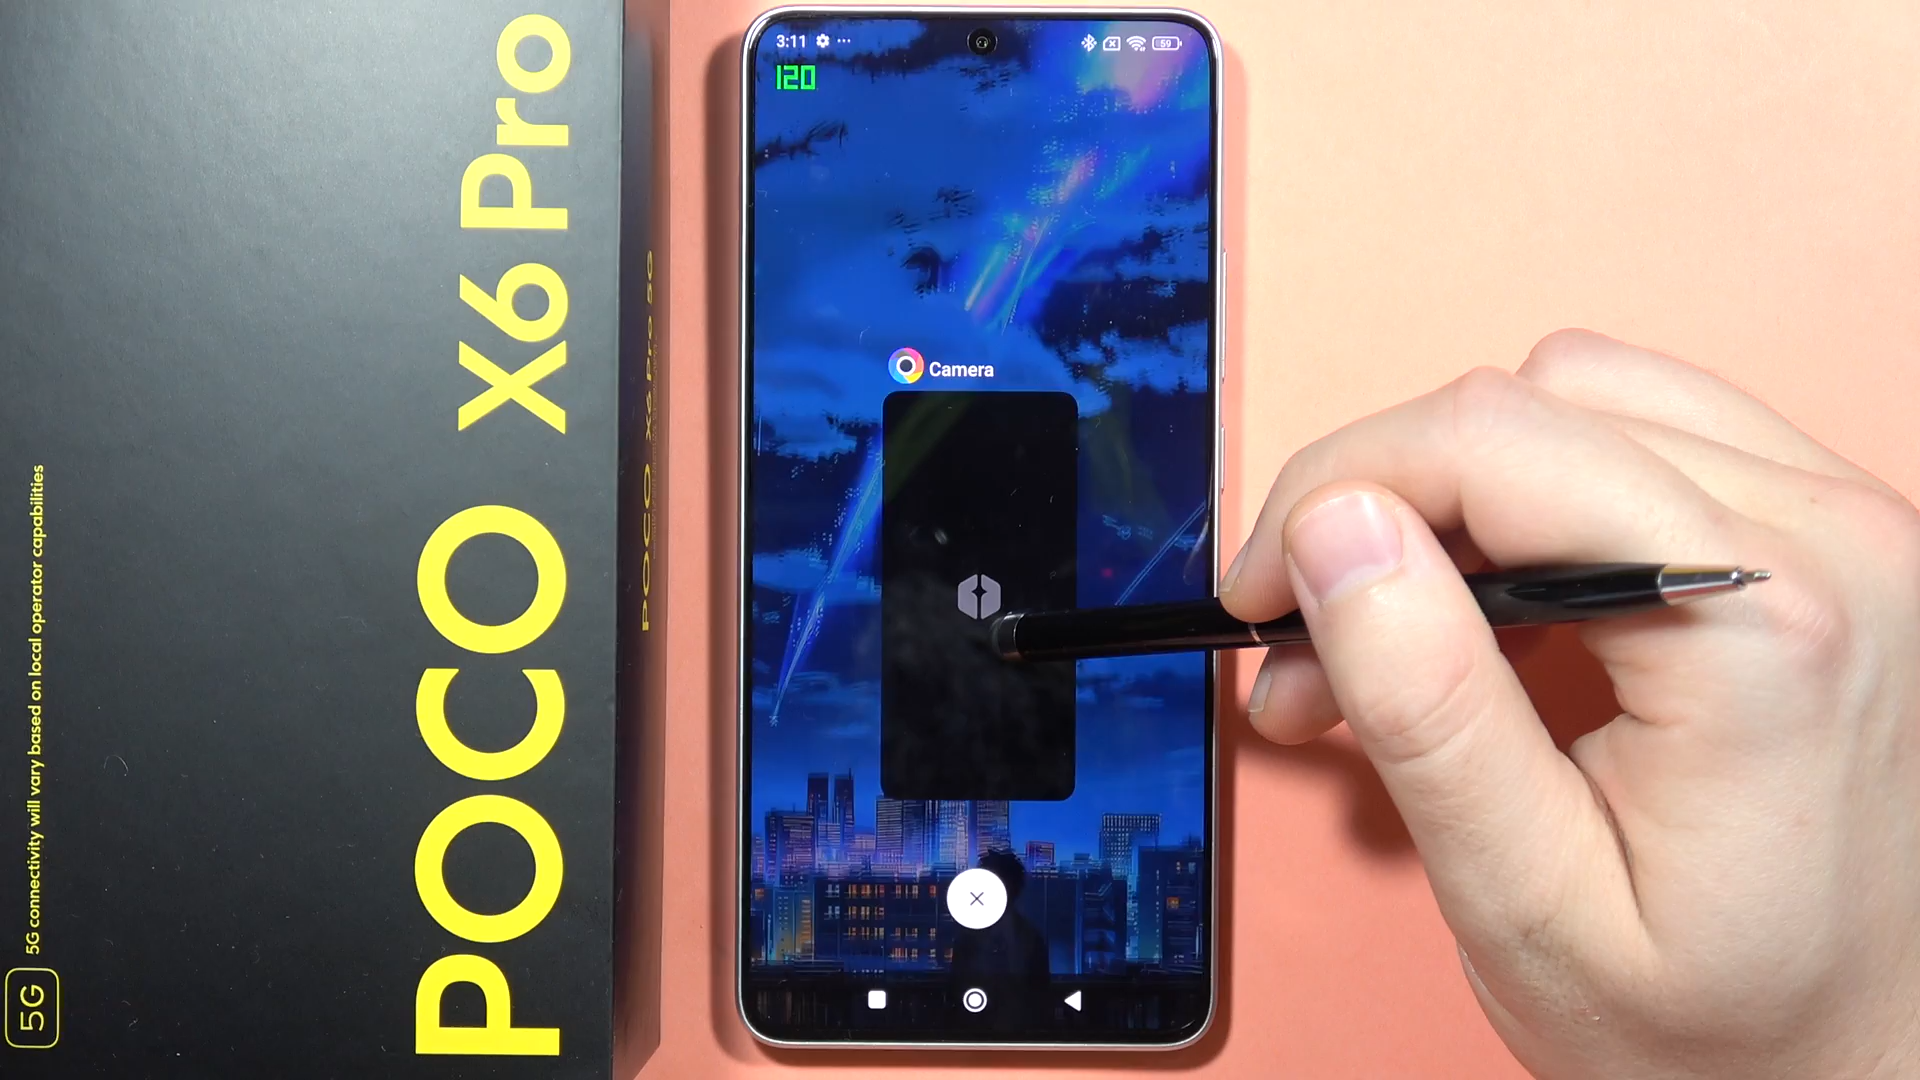 POCO X6 Pro
5G connectivity will vary based on local operator capabilities
5G
POCO X6 Pro 5G
3:11
59
120
Camera